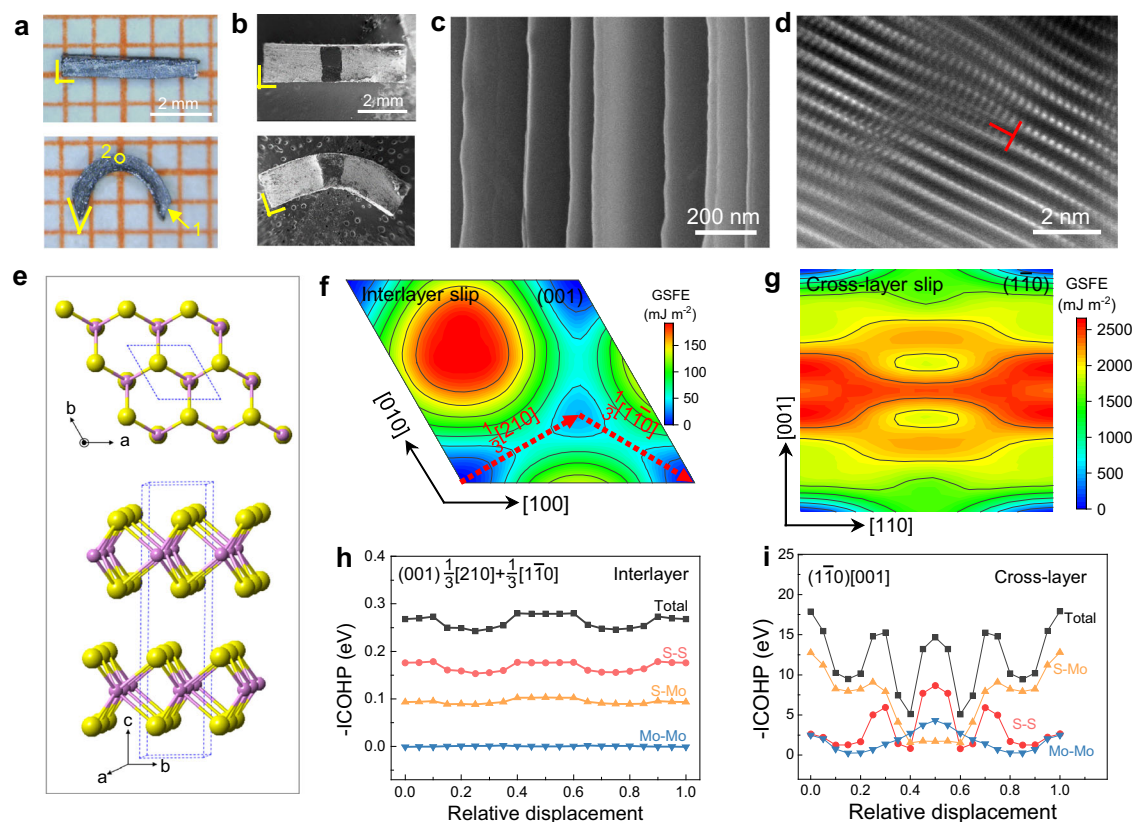 a
2 mm
2
1
b
2 mm
c
200 nm
d
2 nm
e
b
a
c
a
b
f
Interlayer slip
(001)
GSFE
(mJ m⁻²)
150
100
50
0
[010]
1/3[210]
1/3[11̅0]
[100]
g
Cross-layer slip
(1̅10)
GSFE
(mJ m⁻²)
2500
2000
1500
1000
500
0
[001]
[110]
h
(001) 1/3[210]+1/3[11̅0]
Interlayer
Total
S-S
S-Mo
Mo-Mo
0.4
0.3
0.2
0.1
0.0
-ICOHP (eV)
0.0 0.2 0.4 0.6 0.8 1.0
Relative displacement
i
(11̅0)[001]
Cross-layer
Total
S-Mo
S-S
Mo-Mo
25
20
15
10
5
0
-ICOHP (eV)
0.0 0.2 0.4 0.6 0.8 1.0
Relative displacement